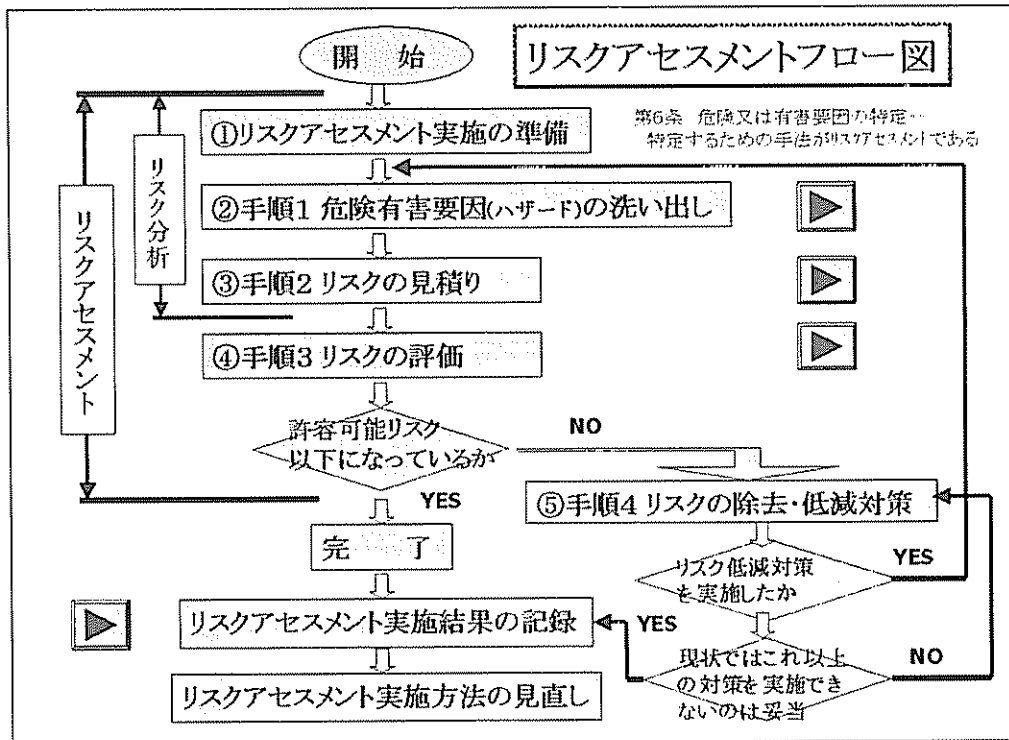 リスクアセスメントフロー図
開　始
第6条 危険又は有害要因の特定…
特定するための手法がリスクアセスメントである
①リスクアセスメント実施の準備
②手順1 危険有害要因(ハザード)の洗い出し
③手順2 リスクの見積り
④手順3 リスクの評価
リスク分析
リスクアセスメント
許容可能リスク
以下になっているか
NO
YES
⑤手順4 リスクの除去・低減対策
完　了
リスク低減対策
を実施したか
YES
リスクアセスメント実施結果の記録
YES
現状ではこれ以上
の対策を実施でき
ないのは妥当
NO
リスクアセスメント実施方法の見直し